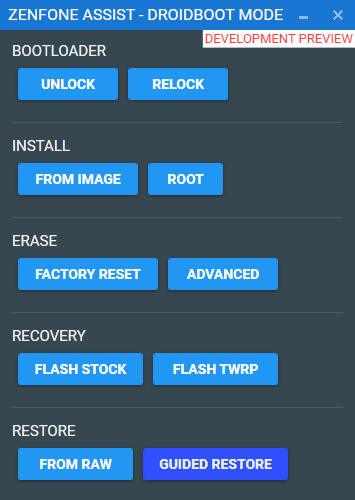 ZENFONE ASSIST - DROIDBOOT MODE
DEVELOPMENT PREVIEW
BOOTLOADER
UNLOCK RELOCK
INSTALL
FROM IMAGE ROOT
ERASE
FACTORY RESET ADVANCED
RECOVERY
FLASH STOCK FLASH TWRP
RESTORE
FROM RAW GUIDED RESTORE